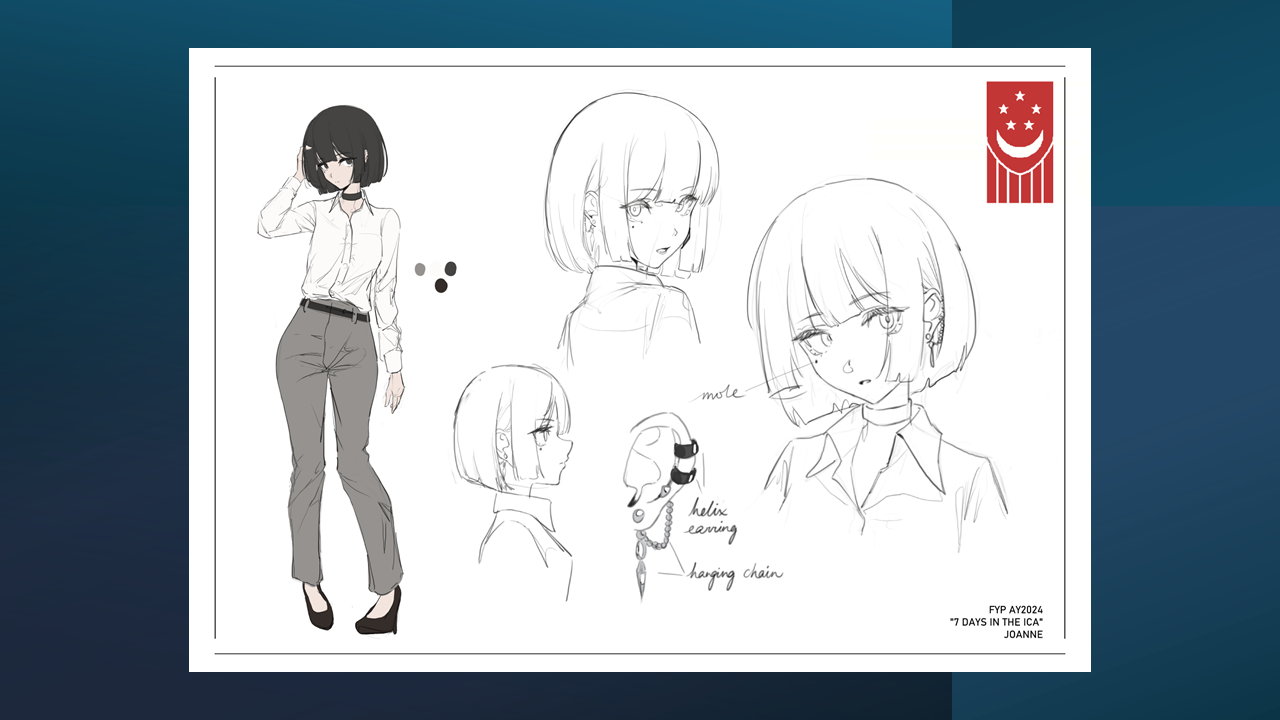 mole
helix
earring
hanging chain
FYP AY2024
"7 DAYS IN THE ICA"
JOANNE